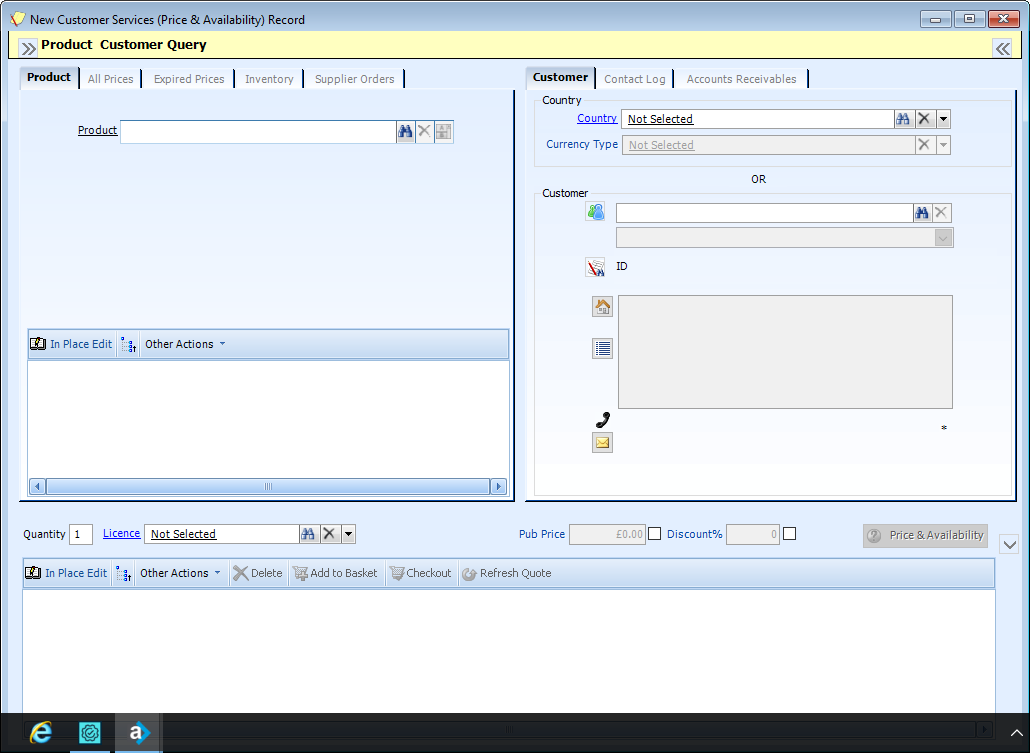 New Customer Services (Price & Availability) Record
Product Customer Query
Product All Prices Expired Prices Inventory Supplier Orders
Product
In Place Edit Other Actions
Customer Contact Log Accounts Receivables
Country
Country Not Selected
Currency Type Not Selected
OR
Customer
ID
*
Quantity 1 Licence Not Selected Pub Price £0.00 Discount% 0 Price & Availability
In Place Edit Other Actions Delete Add to Basket Checkout Refresh Quote
a